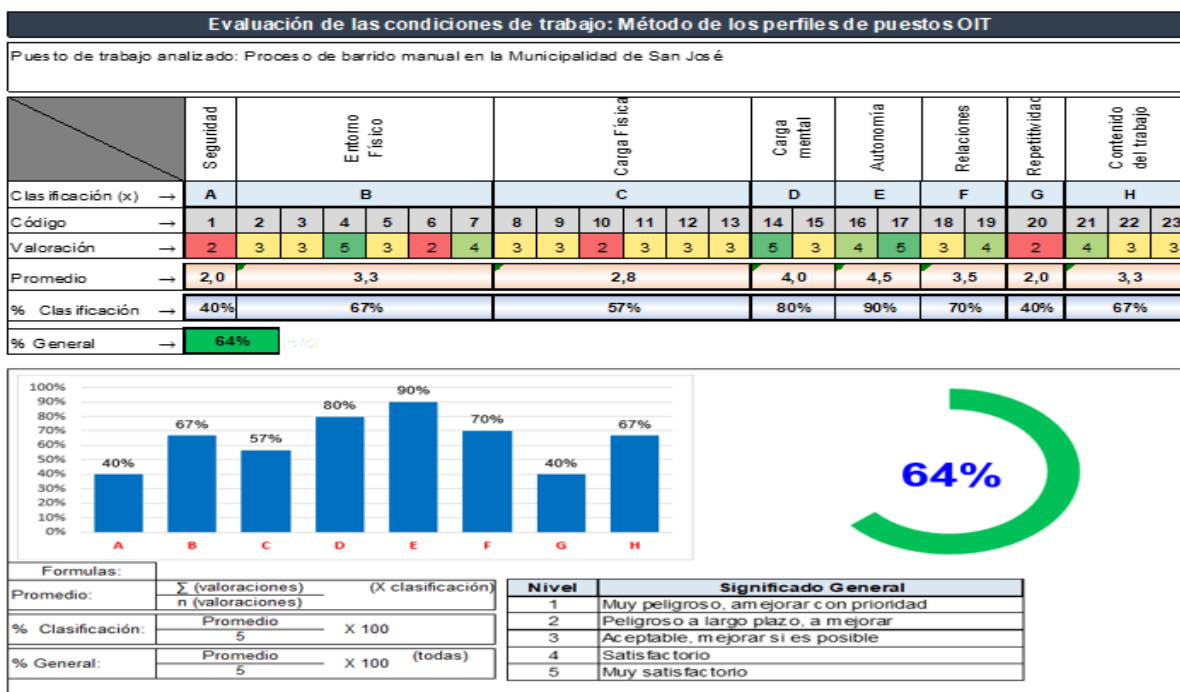 Evaluación de las condiciones de trabajo: Método de los perfiles de puestos OIT
Puesto de trabajo analizado: Proceso de barrido manual en la Municipalidad de San José
Seguridad Entorno Físico Carga Física Carga mental Autonomía Relaciones Repetitividad Contenido del trabajo
Clasificación (x) → A B C D E F G H
Código → 1 2 3 4 5 6 7 8 9 10 11 12 13 14 15 16 17 18 19 20 21 22 23
Valoración → 2 3 3 5 3 2 4 3 3 2 3 3 3 5 3 4 5 3 4 2 4 3 3
Promedio → 2,0 3,3 2,8 4,0 4,5 3,5 2,0 3,3
% Clasificación → 40% 67% 57% 80% 90% 70% 40% 67%
% General → 64%
100%
90%
80%
70%
60%
50%
40%
30%
20%
10%
0%
40% 67% 57% 80% 90% 70% 40% 67%
A B C D E F G H
64%
Formulas:
Promedio: ∑ (valoraciones) (X clasificación)
n (valoraciones)
% Clasificación: Promedio X 100
5
% General: Promedio X 100 (todas)
5
Nivel Significado General
1 Muy peligroso, a mejorar con prioridad
2 Peligroso a largo plazo, a mejorar
3 Aceptable, mejorar si es posible
4 Satisfactorio
5 Muy satisfactorio